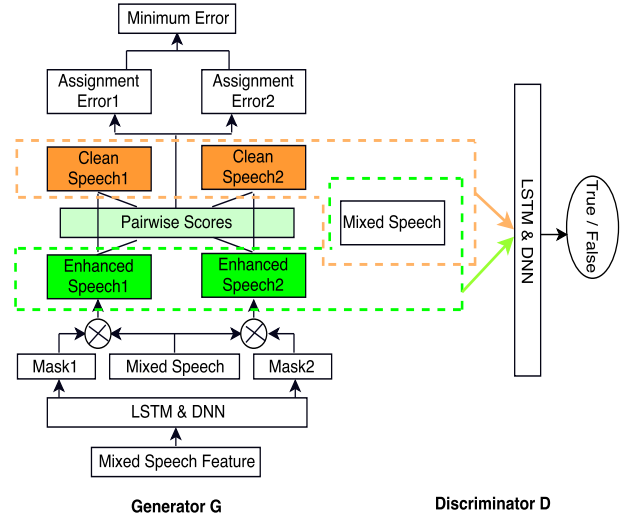 Minimum Error
Assignment
Error1
Assignment
Error2
Clean
Speech1
Clean
Speech2
Pairwise Scores
Mixed Speech
Enhanced
Speech1
Enhanced
Speech2
Mask1
Mixed Speech
Mask2
LSTM & DNN
Mixed Speech Feature
Generator G
LSTM & DNN
True / False
Discriminator D